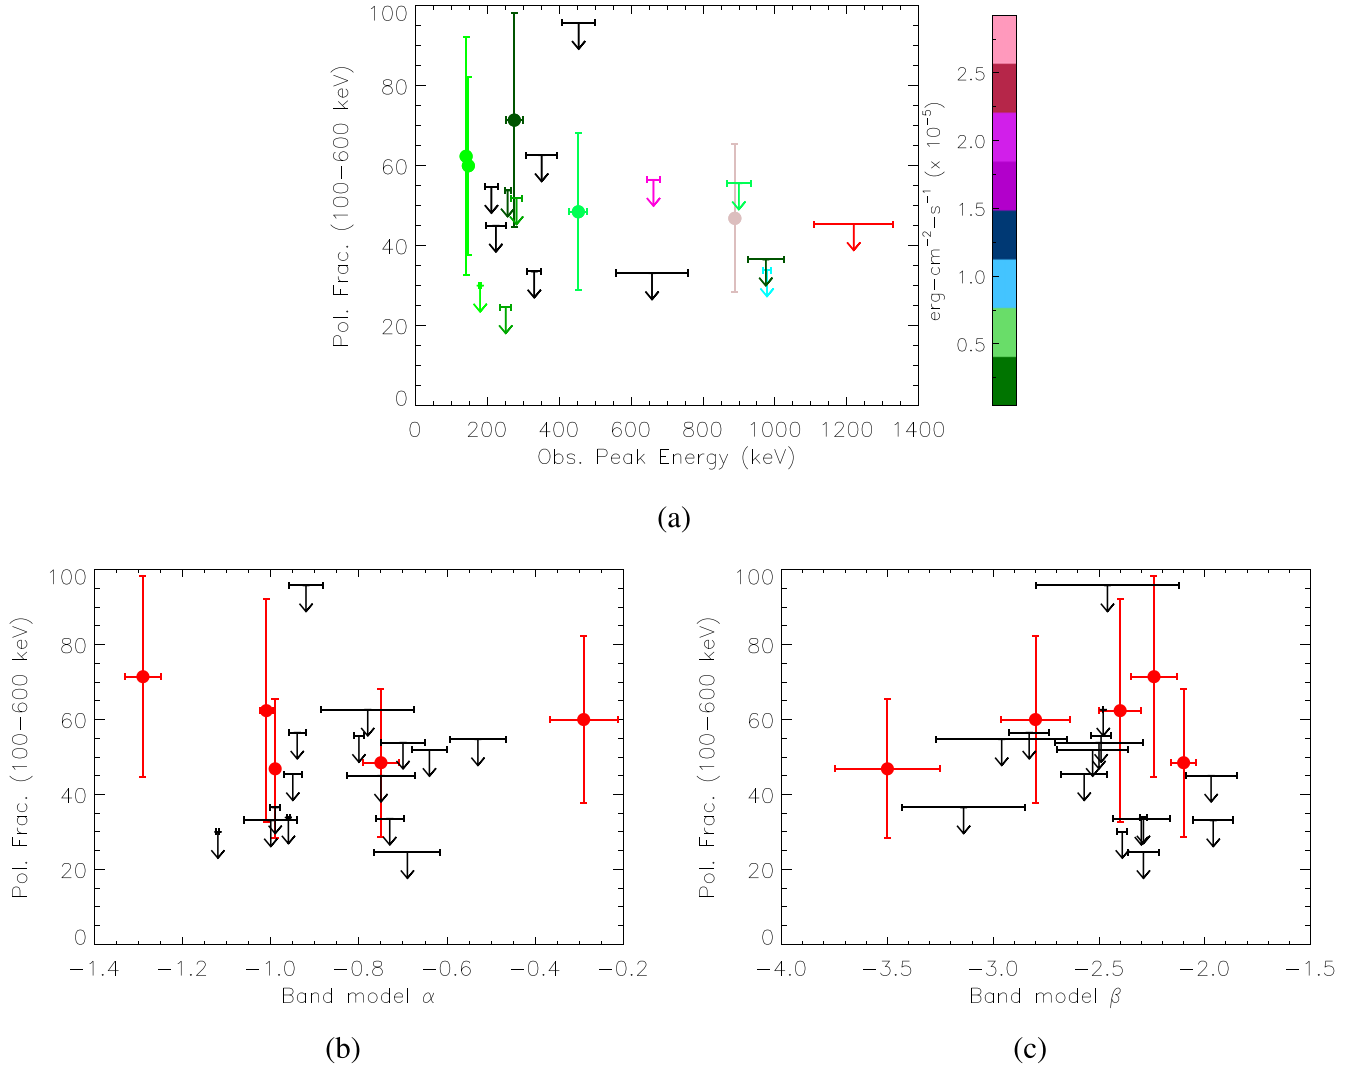 100
80
60
40
20
0
Pol. Frac. (100−600 keV)
0 200 400 600 800 1000 1200 1400
Obs. Peak Energy (keV)
2.5
2.0
1.5
1.0
0.5
erg−cm−2−s−1 (x 10−5)
(a)
100
80
60
40
20
0
Pol. Frac. (100−600 keV)
−1.4 −1.2 −1.0 −0.8 −0.6 −0.4 −0.2
Band model α
(b)
100
80
60
40
20
0
Pol. Frac. (100−600 keV)
−4.0 −3.5 −3.0 −2.5 −2.0 −1.5
Band model β
(c)